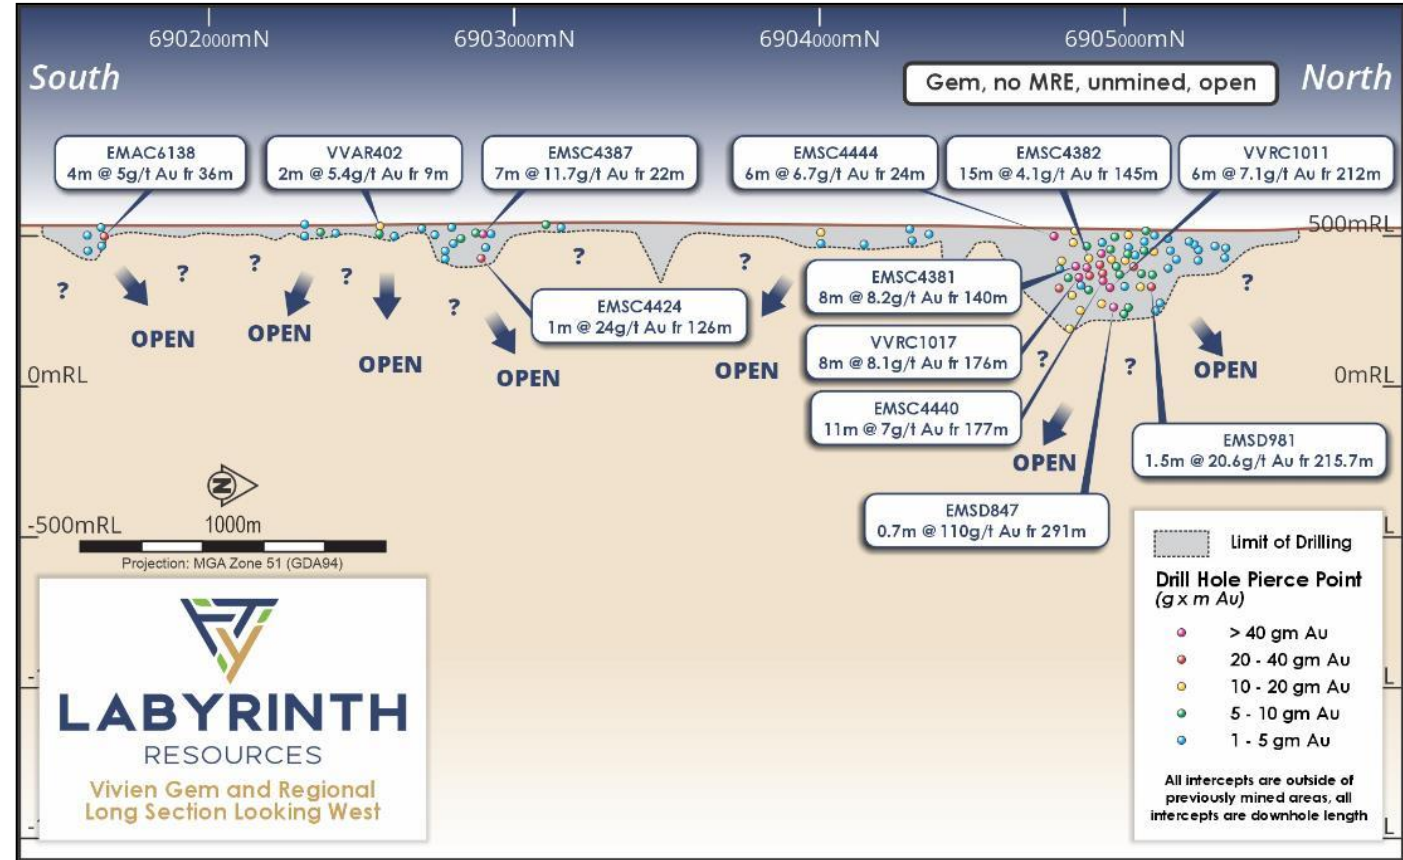 6902000mN
6903000mN
6904000mN
6905000mN
South
Gem, no MRE, unmined, open
North
EMAC6138
4m @ 5g/t Au fr 36m
VVAR402
2m @ 5.4g/t Au fr 9m
EMSC4387
7m @ 11.7g/t Au fr 22m
EMSC4444
6m @ 6.7g/t Au fr 24m
EMSC4382
15m @ 4.1g/t Au fr 145m
VVRC1011
6m @ 7.1g/t Au fr 212m
500mRL
?
?
?
?
?
?
?
?
?
?
EMSC4424
1m @ 24g/t Au fr 126m
EMSC4381
8m @ 8.2g/t Au fr 140m
VVRC1017
8m @ 8.1g/t Au fr 176m
EMSC4440
11m @ 7g/t Au fr 177m
OPEN
OPEN
OPEN
OPEN
OPEN
OPEN
OPEN
0mRL
0mRL
EMSD981
1.5m @ 20.6g/t Au fr 215.7m
EMSD847
0.7m @ 110g/t Au fr 291m
N
-500mRL
1000m
Projection: MGA Zone 51 (GDA94)
LABYRINTH
RESOURCES
Vivien Gem and Regional
Long Section Looking West
Limit of Drilling
Drill Hole Pierce Point
(g x m Au)
> 40 gm Au
20 - 40 gm Au
10 - 20 gm Au
5 - 10 gm Au
1 - 5 gm Au
All intercepts are outside of
previously mined areas, all
intercepts are downhole length